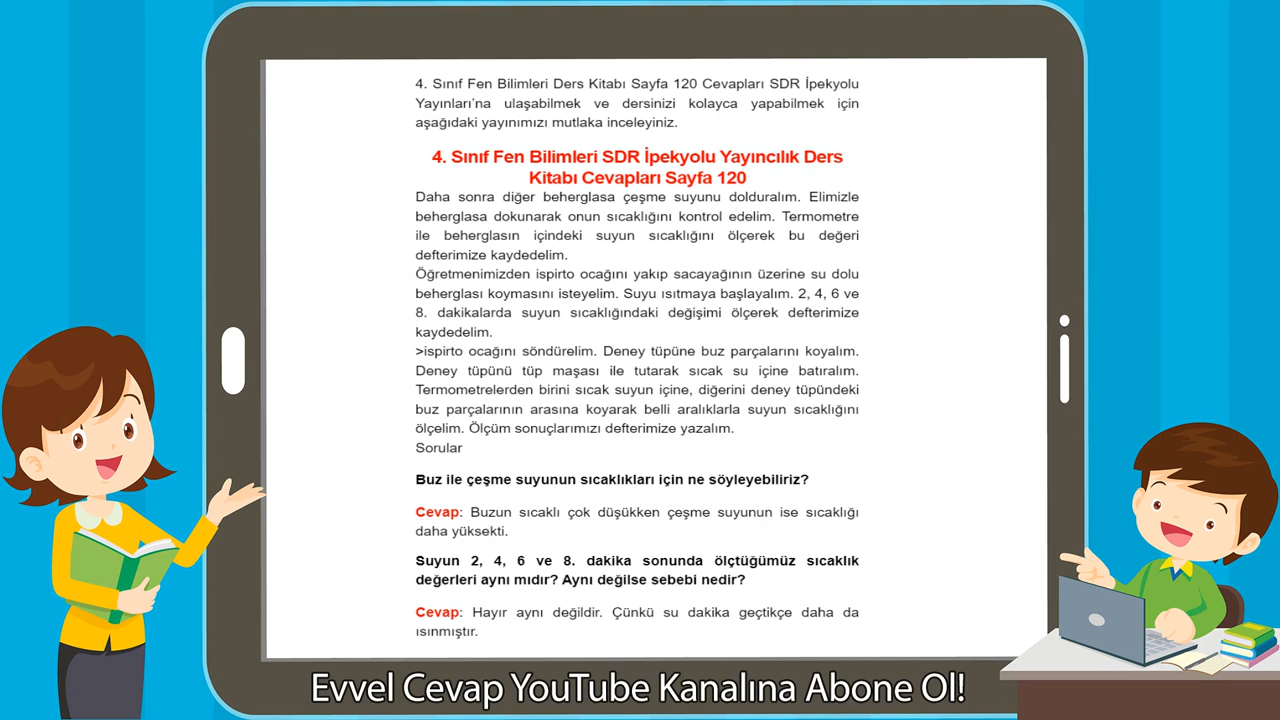 4. Sınıf Fen Bilimleri Ders Kitabı Sayfa 120 Cevapları SDR İpekyolu
Yayınları'na ulaşabilmek ve dersinizi kolayca yapabilmek için
aşağıdaki yayınımızı mutlaka inceleyiniz.
4. Sınıf Fen Bilimleri SDR İpekyolu Yayıncılık Ders
Kitabı Cevapları Sayfa 120
Daha sonra diğer beherglasa çeşme suyunu dolduralım. Elimizle
beherglasa dokunarak onun sıcaklığını kontrol edelim. Termometre
ile beherglasın içindeki suyun sıcaklığını ölçerek bu değeri
defterimize kaydedelim.
Öğretmenimizden ispirto ocağını yakıp sacayağının üzerine su dolu
beherglası koymasını isteyelim. Suyu ısıtmaya başlayalım. 2, 4, 6 ve
8. dakikalarda suyun sıcaklığındaki değişimi ölçerek defterimize
kaydedelim.
>ispirto ocağını söndürelim. Deney tüpüne buz parçalarını koyalım.
Deney tüpünü tüp maşası ile tutarak sıcak su içine batıralım.
Termometrelerden birini sıcak suyun içine, diğerini deney tüpündeki
buz parçalarının arasına koyarak belli aralıklarla suyun sıcaklığını
ölçelim. Ölçüm sonuçlarımızı defterimize yazalım.
Sorular
Buz ile çeşme suyunun sıcaklıkları için ne söyleyebiliriz?
Cevap: Buzun sıcaklı çok düşükken çeşme suyunun ise sıcaklığı
daha yüksekti.
Suyun 2, 4, 6 ve 8. dakika sonunda ölçtüğümüz sıcaklık
değerleri aynı mıdır? Aynı değilse sebebi nedir?
Cevap: Hayır aynı değildir. Çünkü su dakika geçtikçe daha da
ısınmıştır.
Evvel Cevap YouTube Kanalına Abone Ol!